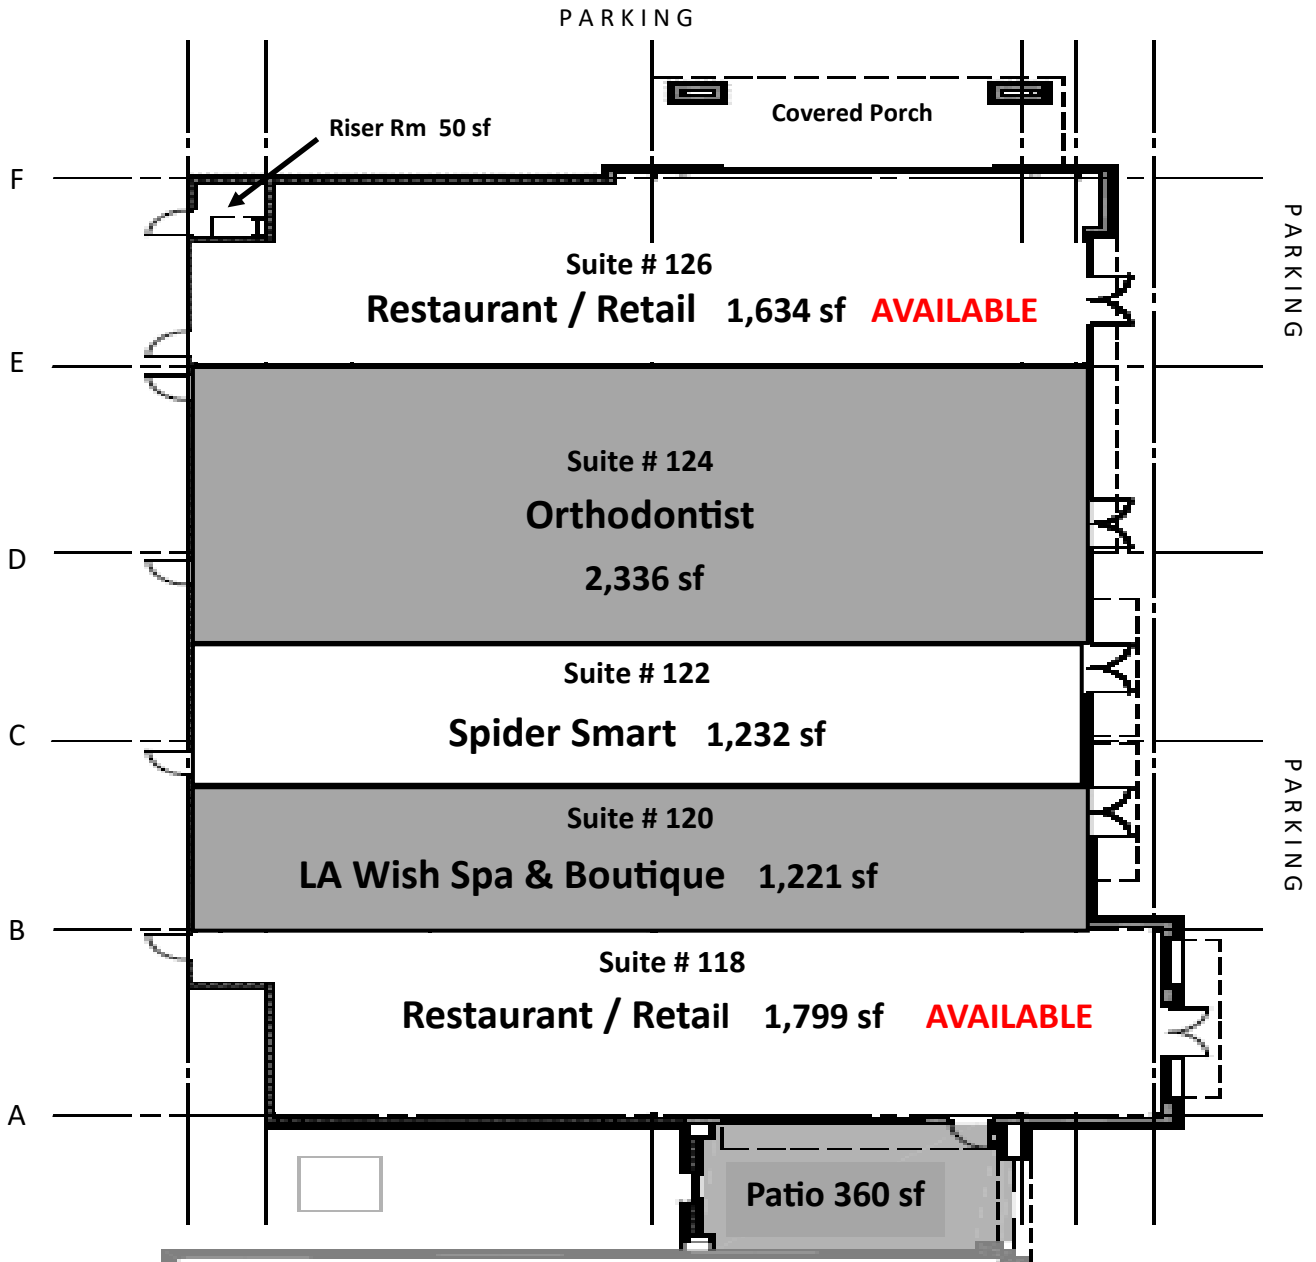 PARKING
Covered Porch
Riser Rm 50 sf
F
PARKING
Suite # 126
Restaurant / Retail 1,634 sf AVAILABLE
E
Suite # 124
Orthodontist
D
2,336 sf
Suite # 122
C
Spider Smart 1,232 sf
PARKING
Suite # 120
LA Wish Spa & Boutique 1,221 sf
B
Suite # 118
Restaurant / Retail 1,799 sf AVAILABLE
A
Patio 360 sf